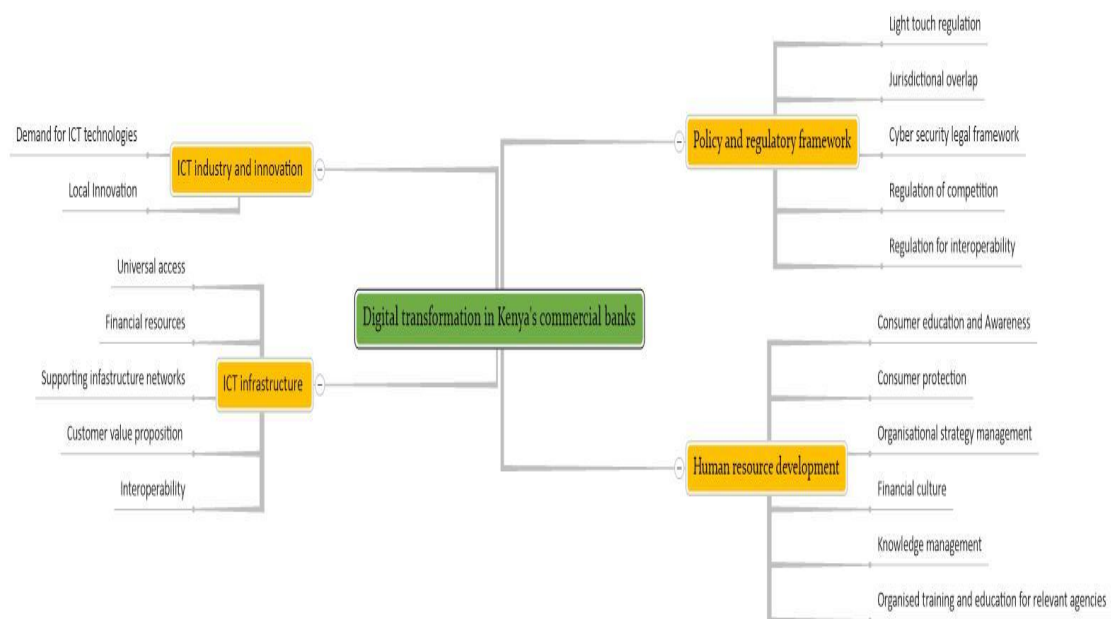 Digital transformation in Kenya's commercial banks
ICT industry and innovation
Demand for ICT technologies
Local Innovation
ICT infrastructure
Universal access
Financial resources
Supporting infastructure networks
Customer value proposition
Interoperability
Policy and regulatory framework
Light touch regulation
Jurisdictional overlap
Cyber security legal framework
Regulation of competition
Regulation for interoperability
Human resource development
Consumer education and Awareness
Consumer protection
Organisational strategy management
Financial culture
Knowledge management
Organised training and education for relevant agencies